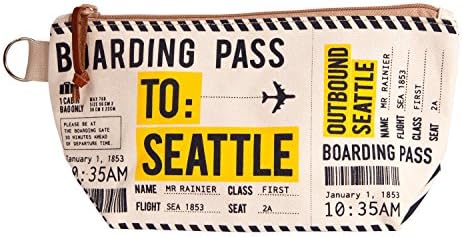 BOARDING PASS
1 CABIN
BAG ONLY
MAX 7KG
PLEASE BE AT
THE BOARDING GATE
30 MINUTES AHEAD
OF DEPARTURE TIME.
January 1, 1853
10:35AM
TO:
SEATTLE
NAME MR RAINIER CLASS FIRST
FLIGHT SEA 1853 SEAT 2A
OUTBOUND
SEATTLE
NAME
MR RAINIER
FLIGHT
SEA 1853
CLASS
FIRST
SEAT
2A
BOARDING PASS
January 1, 1853
10:35AM